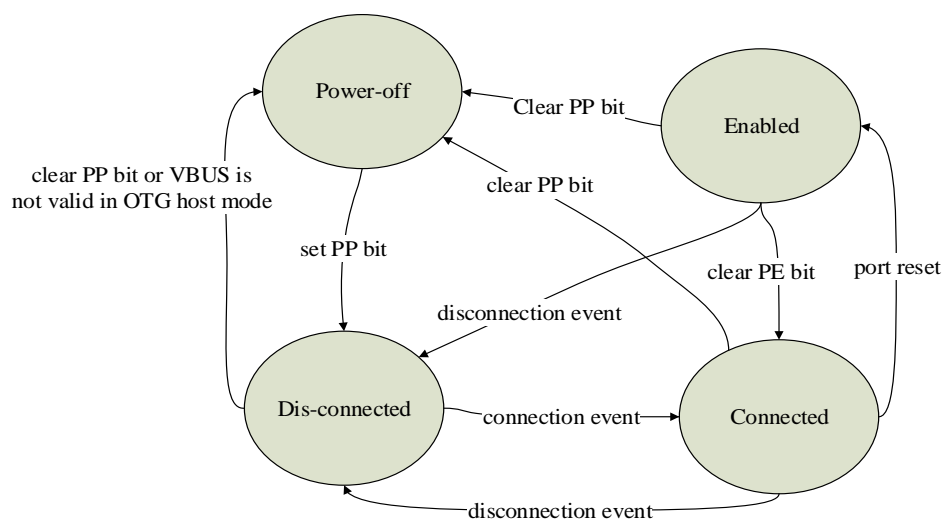 Power-off
Enabled
Clear PP bit
clear PP bit or VBUS is
not valid in OTG host mode
clear PP bit
set PP bit
clear PE bit
port reset
disconnection event
Dis-connected
connection event
Connected
disconnection event